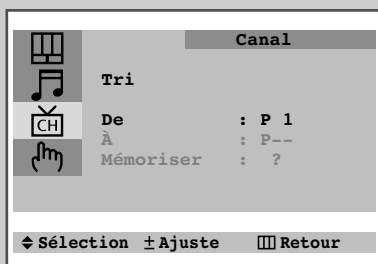 Canal
Tri
CH
De : P 1
À : P--
Mémoriser : ?
Sélection ± Ajuste Retour